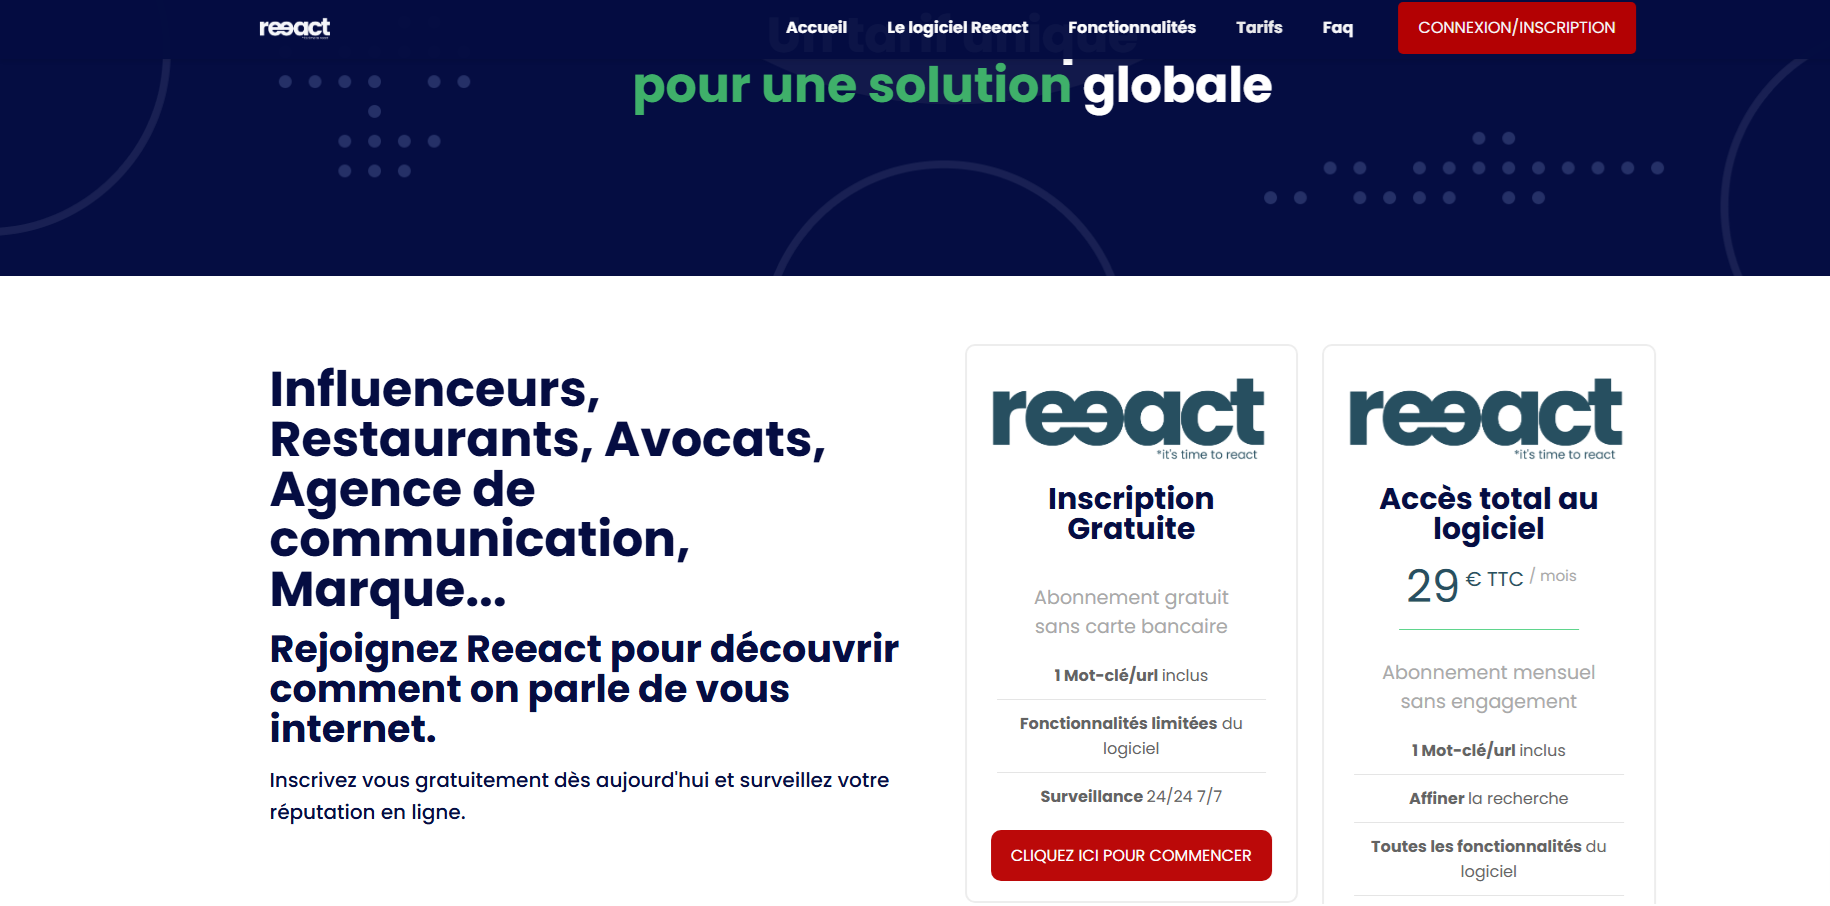 reeact
Accueil
Le logiciel Reeact
Fonctionnalités
Tarifs
Faq
CONNEXION/INSCRIPTION
Un tarif unique
pour une solution globale
Influenceurs,
Restaurants, Avocats,
Agence de
communication,
Marque...
Rejoignez Reeact pour découvrir
comment on parle de vous
internet.
Inscrivez vous gratuitement dès aujourd'hui et surveillez votre
réputation en ligne.
reeact
*it's time to react
Inscription
Gratuite
Abonnement gratuit
sans carte bancaire
1 Mot-clé/url inclus
Fonctionnalités limitées du
logiciel
Surveillance 24/24 7/7
CLIQUEZ ICI POUR COMMENCER
reeact
*it's time to react
Accès total au
logiciel
29 € TTC / mois
Abonnement mensuel
sans engagement
1 Mot-clé/url inclus
Affiner la recherche
Toutes les fonctionnalités du
logiciel